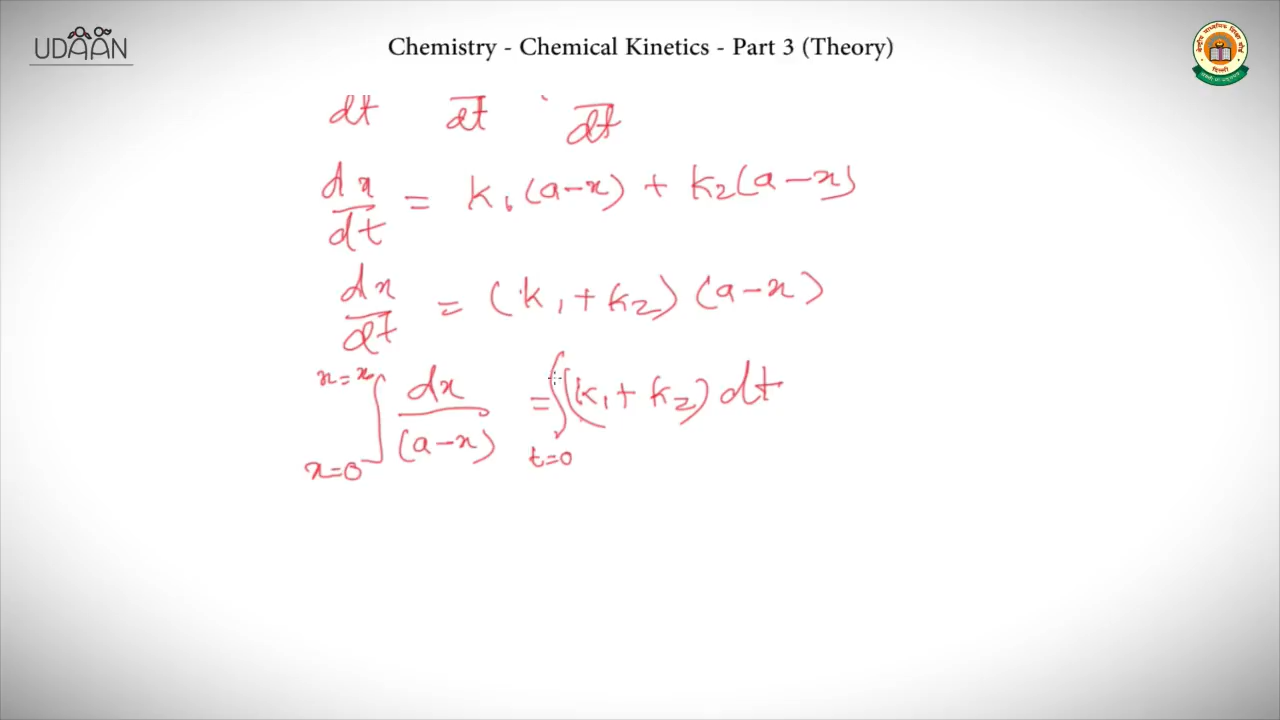 UDAAN
Chemistry - Chemical Kinetics - Part 3 (Theory)
dt dt dt
dx/dt = k₁(a-x) + k₂(a-x)
dx/dt = (k₁+k₂)(a-x)
x=x
∫ dx/(a-x) = ∫(k₁+k₂) dt
x=0 t=0